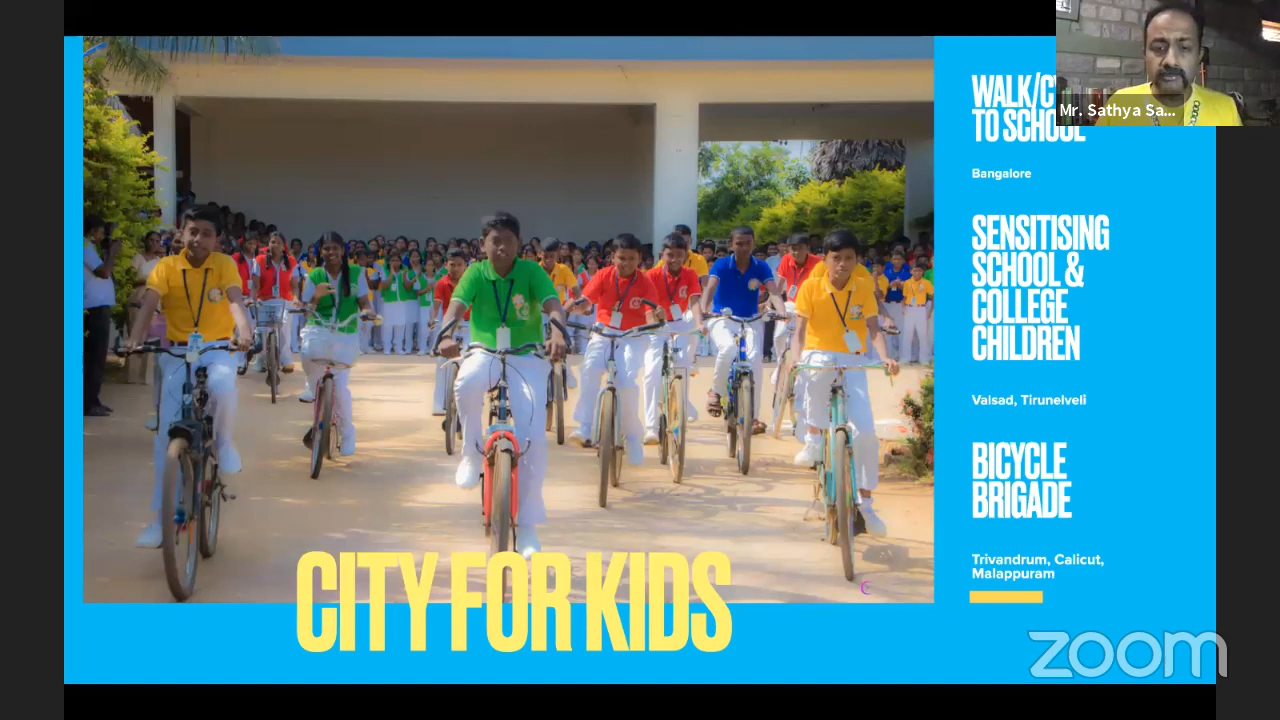 WALK/C
TO SCHOOL
Mr. Sathya Sa...
Bangalore
SENSITISING
SCHOOL &
COLLEGE
CHILDREN
Valsad, Tirunelveli
BICYCLE
BRIGADE
Trivandrum, Calicut,
Malappuram
CITY FOR KIDS
zoom